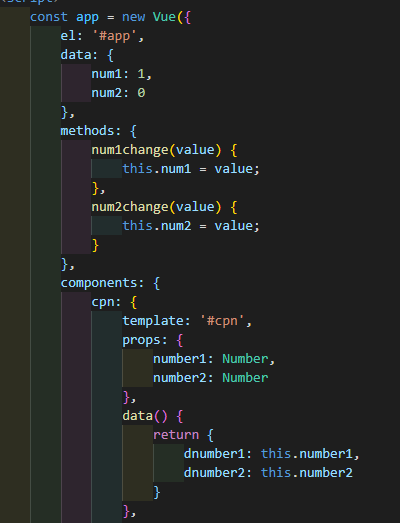 const app = new Vue({
el: '#app',
data: {
num1: 1,
num2: 0
},
methods: {
num1change(value) {
this.num1 = value;
},
num2change(value) {
this.num2 = value;
}
},
components: {
cpn: {
template: '#cpn',
props: {
number1: Number,
number2: Number
},
data() {
return {
dnumber1: this.number1,
dnumber2: this.number2
}
},